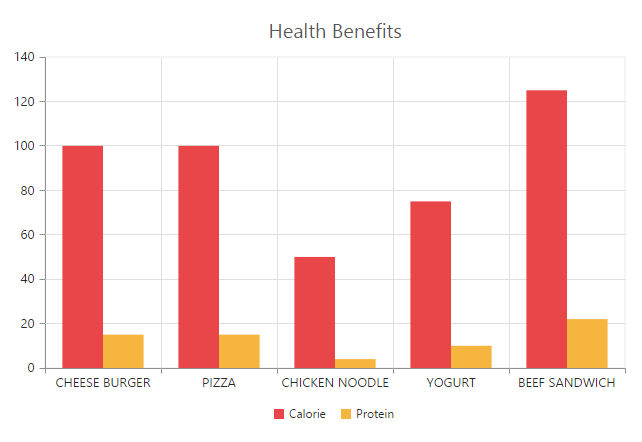 Health Benefits
140
120
100
80
60
40
20
0
CHEESE BURGER PIZZA CHICKEN NOODLE YOGURT BEEF SANDWICH
Calorie Protein